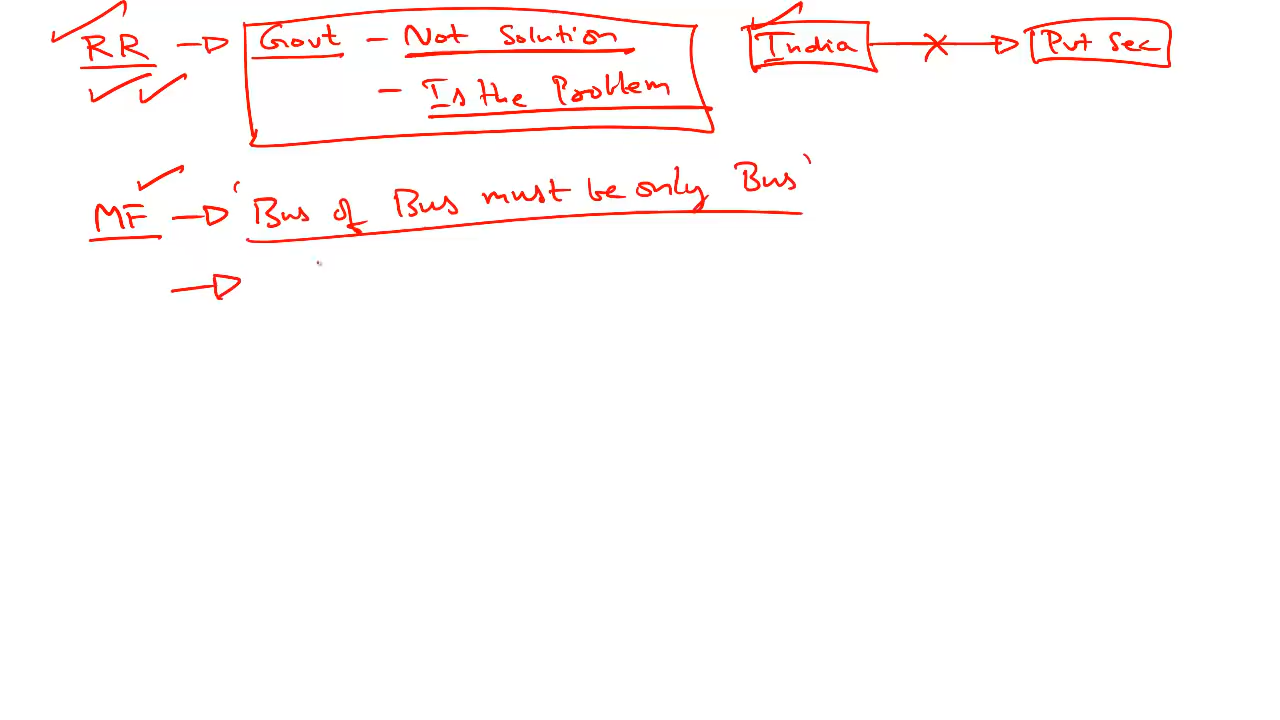 RR → Govt - Not Solution
- Is the Problem
India → Pvt Sec
MF → 'Bus of Bus must be only Bus'
→